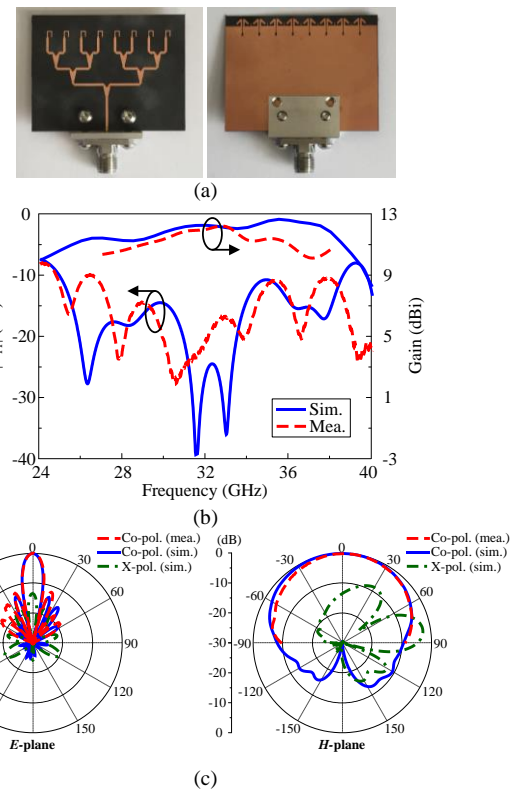 (a)
0
-10
-20
-30
-40
13
9
5
1
-3
Gain (dBi)
Sim.
Mea.
24 28 32 36 40
Frequency (GHz)
(b)
Co-pol. (mea.)
Co-pol. (sim.)
X-pol. (sim.)
0
30
60
90
120
150
E-plane
(dB)
0
-10
-20
-30
-20
-10
0
Co-pol. (mea.)
Co-pol. (sim.)
X-pol. (sim.)
0
-30 30
-60 60
-90 90
-120 120
-150 150
H-plane
(c)